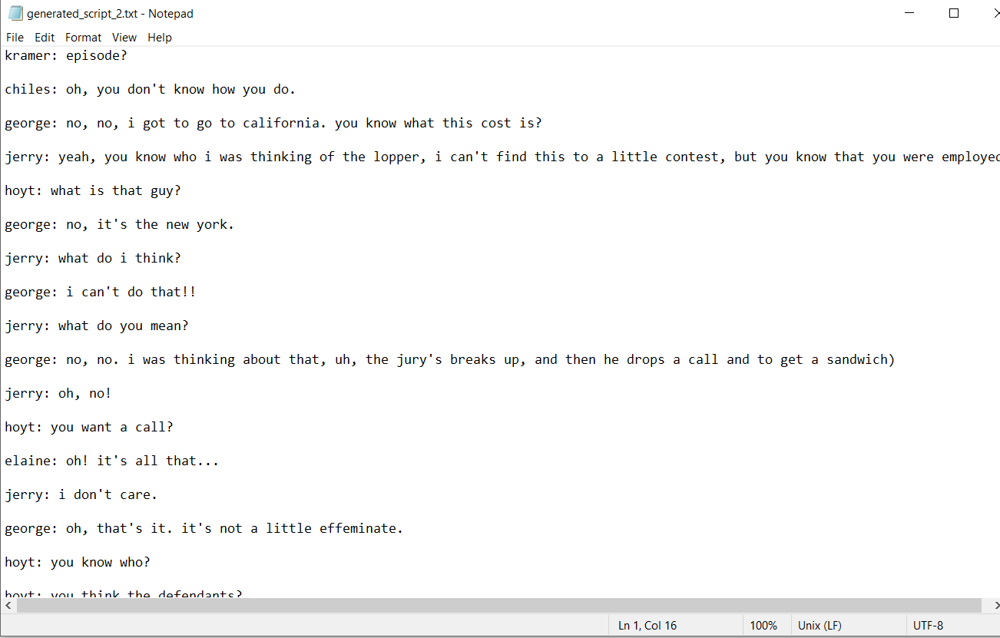 generated_script_2.txt - Notepad
File Edit Format View Help
kramer: episode?
chiles: oh, you don't know how you do.
george: no, no, i got to go to california. you know what this cost is?
jerry: yeah, you know who i was thinking of the lopper, i can't find this to a little contest, but you know that you were employed
hoyt: what is that guy?
george: no, it's the new york.
jerry: what do i think?
george: i can't do that!!
jerry: what do you mean?
george: no, no. i was thinking about that, uh, the jury's breaks up, and then he drops a call and to get a sandwich)
jerry: oh, no!
hoyt: you want a call?
elaine: oh! it's all that...
jerry: i don't care.
george: oh, that's it. it's not a little effeminate.
hoyt: you know who?
hoyt: you think the defendants?
Ln 1, Col 16 100% Unix (LF) UTF-8